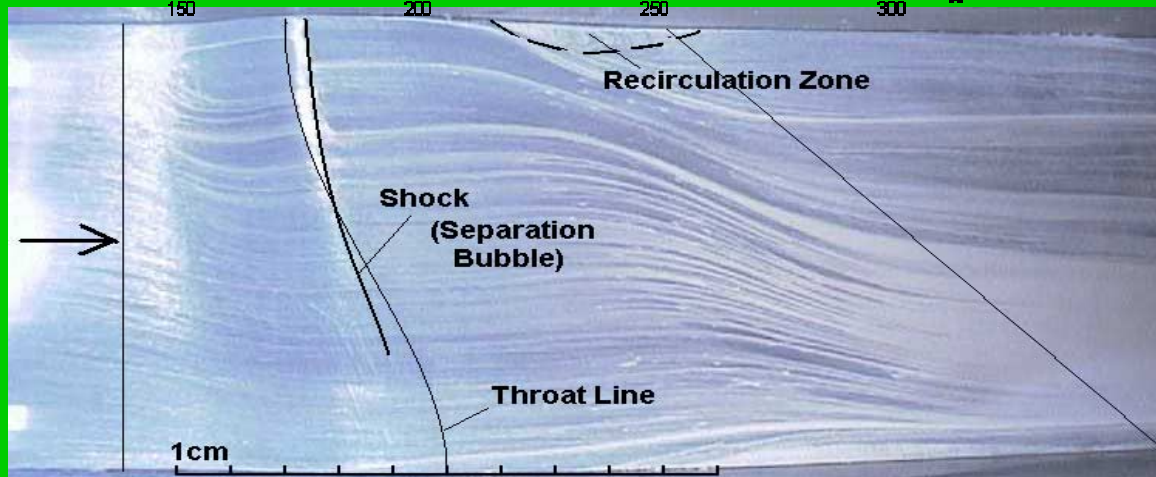 150 200 250 300
Recirculation Zone
Shock
(Separation
Bubble)
Throat Line
1cm